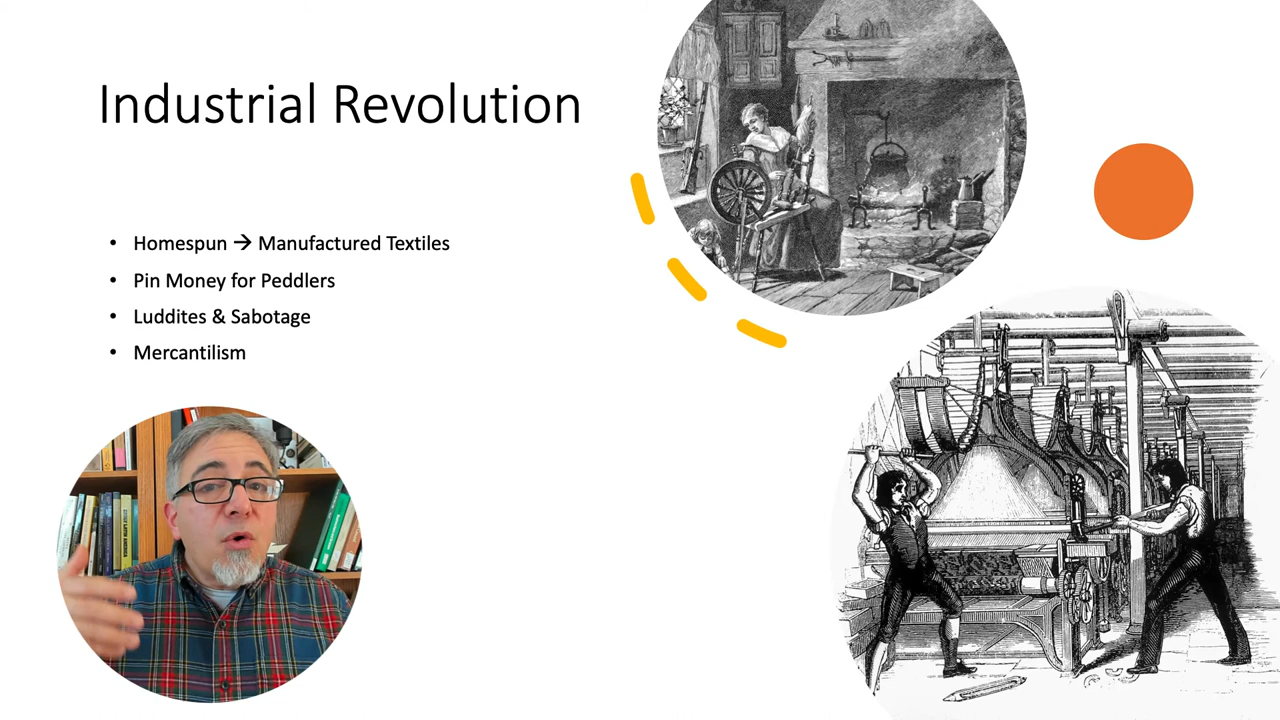 Industrial Revolution
• Homespun → Manufactured Textiles
• Pin Money for Peddlers
• Luddites & Sabotage
• Mercantilism